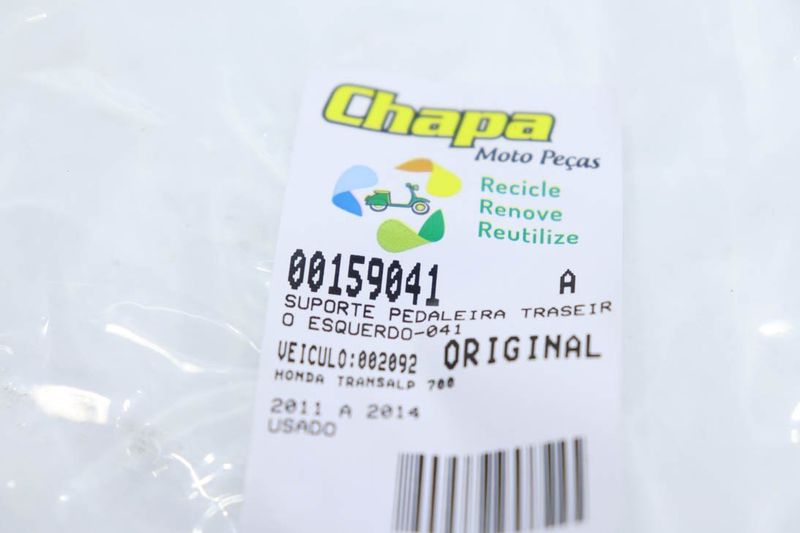 Chapa
Moto Peças
Recicle
Renove
Reutilize
00159041 A
SUPORTE PEDALEIRA TRASEIR
O ESQUERDO-041
VEICULO:002092 ORIGINAL
HONDA TRANSALP 700
2011 A 2014
USADO